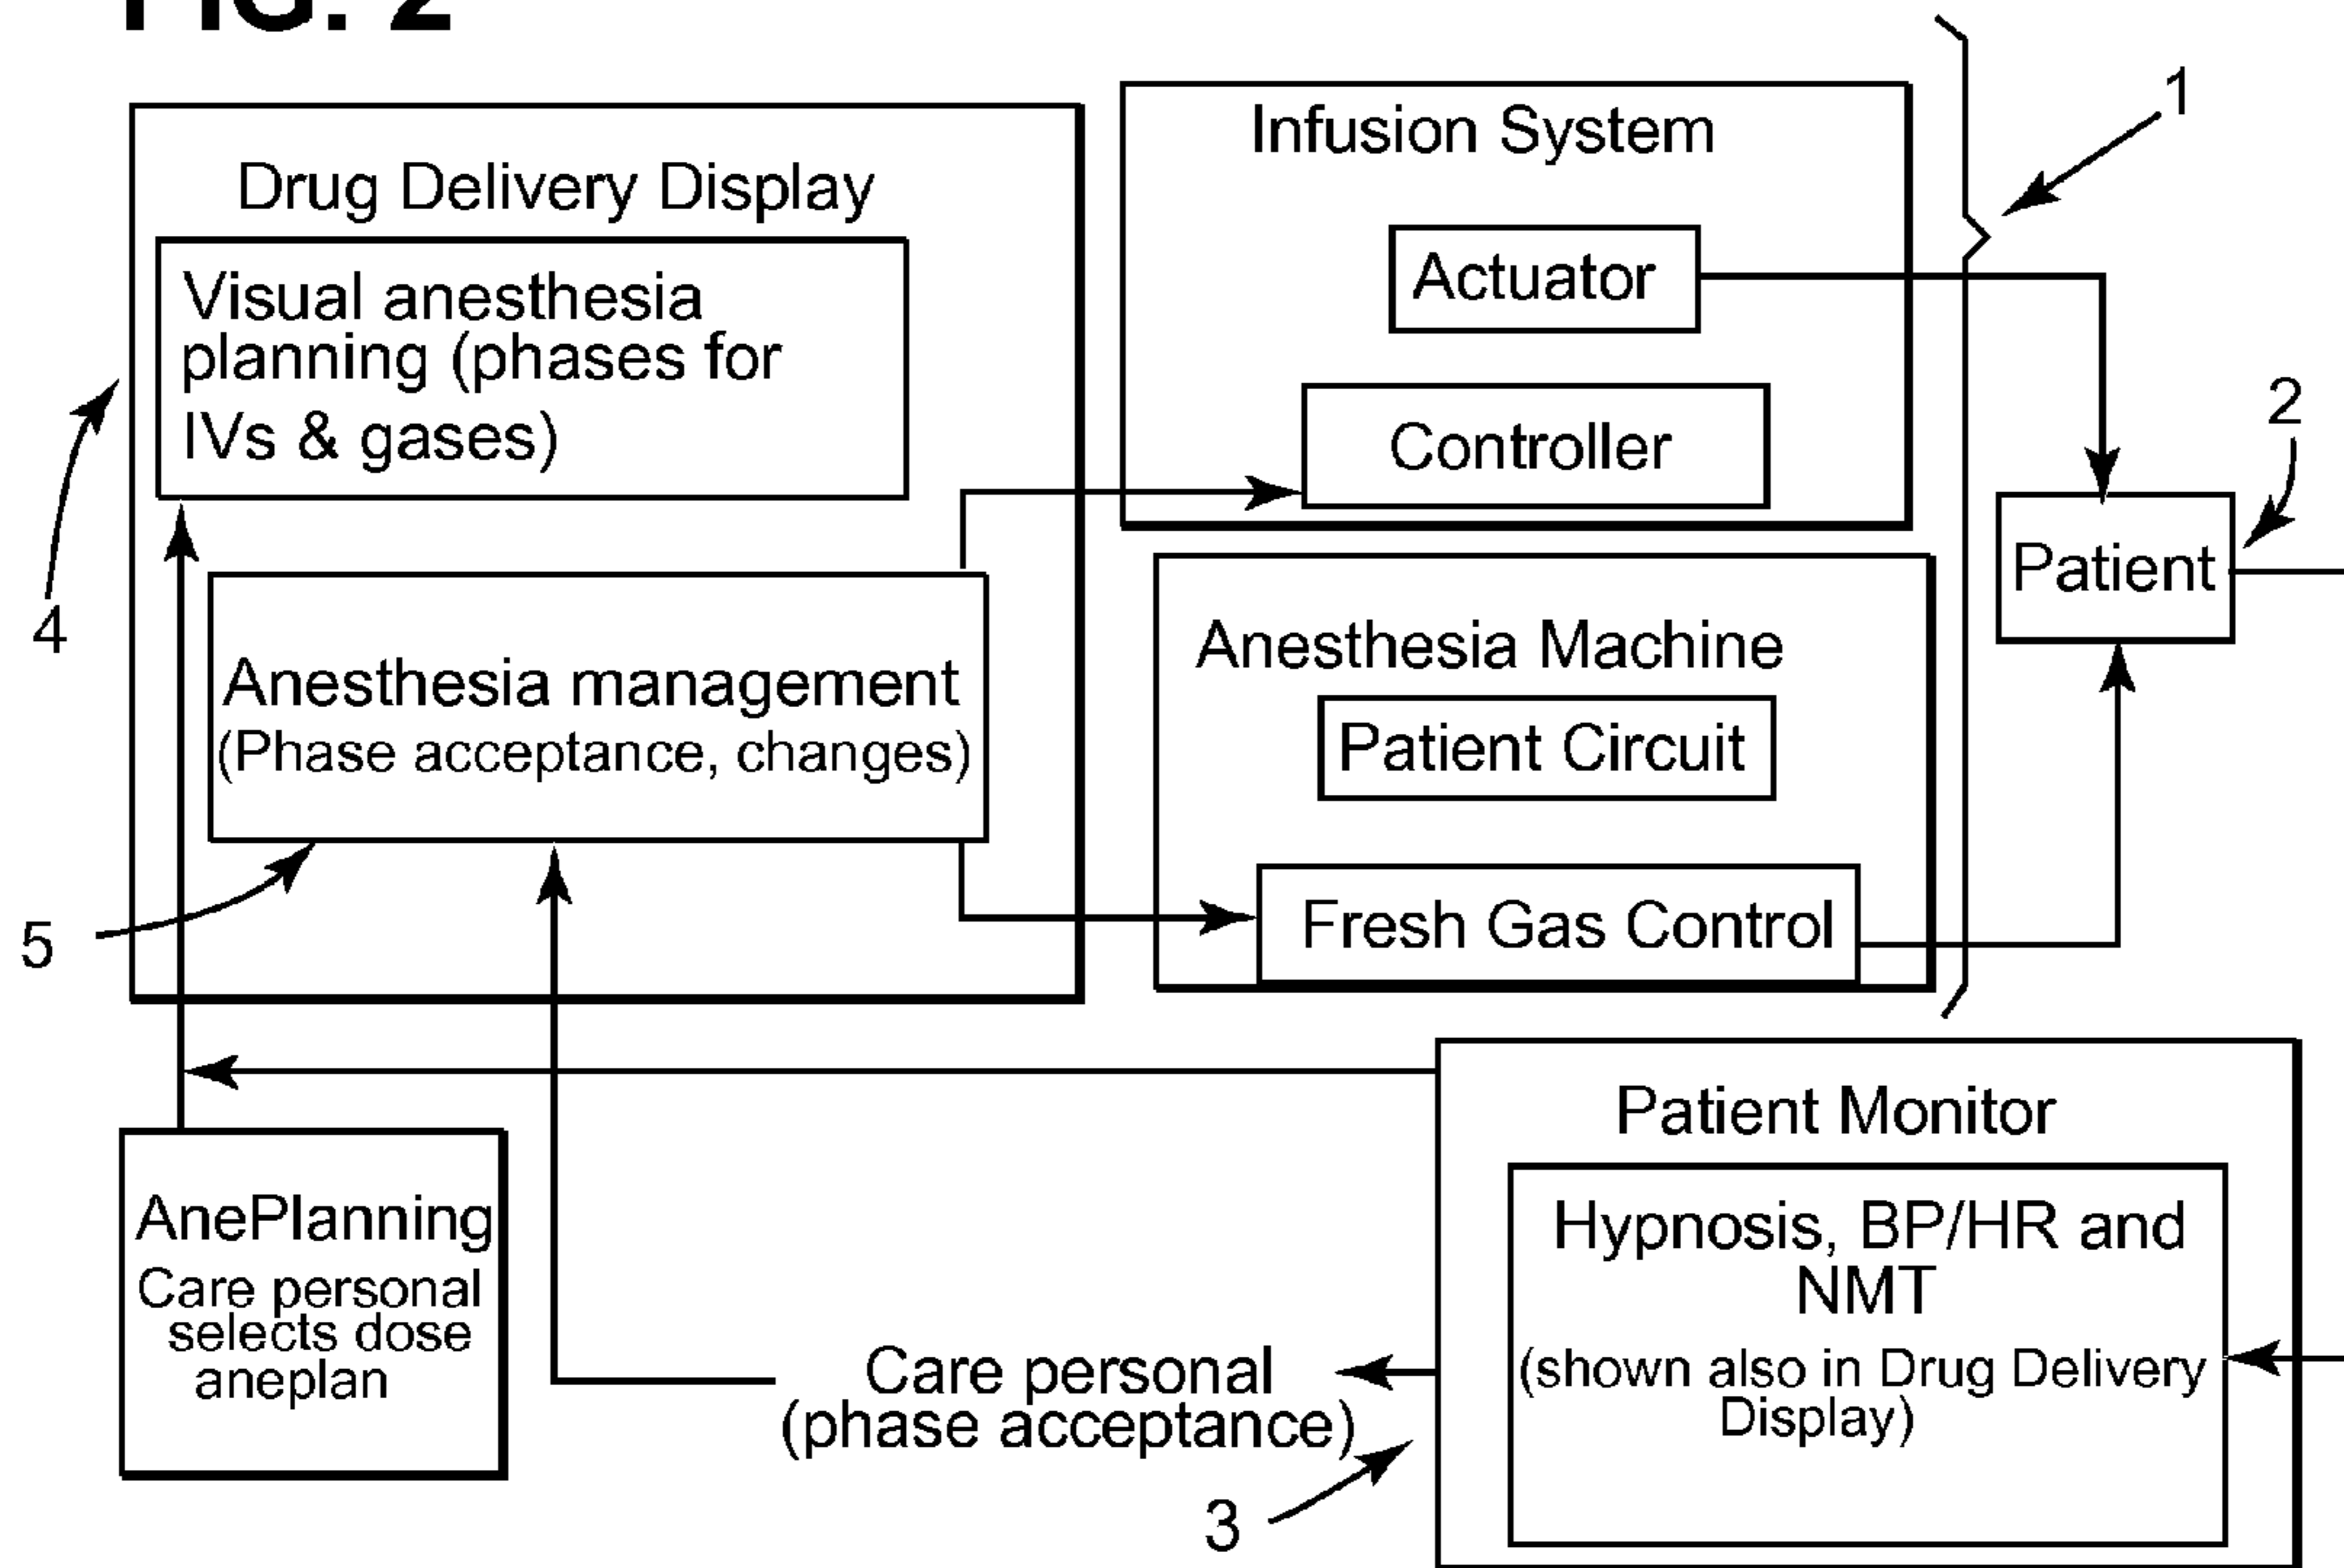 FIG. 2
Drug Delivery Display
Visual anesthesia
planning (phases for
IVs & gases)
Anesthesia management
(Phase acceptance, changes)
4
5
Infusion System
Actuator
Controller
1
2
Patient
Anesthesia Machine
Patient Circuit
Fresh Gas Control
AnePlanning
Care personal
selects dose
aneplan
Care personal
(phase acceptance)
3
Patient Monitor
Hypnosis, BP/HR and
NMT
(shown also in Drug Delivery
Display)